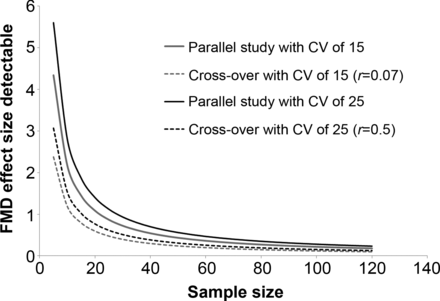 6
5
4
3
2
1
0
FMD effect size detectable
Parallel study with CV of 15
Cross-over with CV of 15 (r=0.07)
Parallel study with CV of 25
Cross-over with CV of 25 (r=0.5)
0 20 40 60 80 100 120 140
Sample size